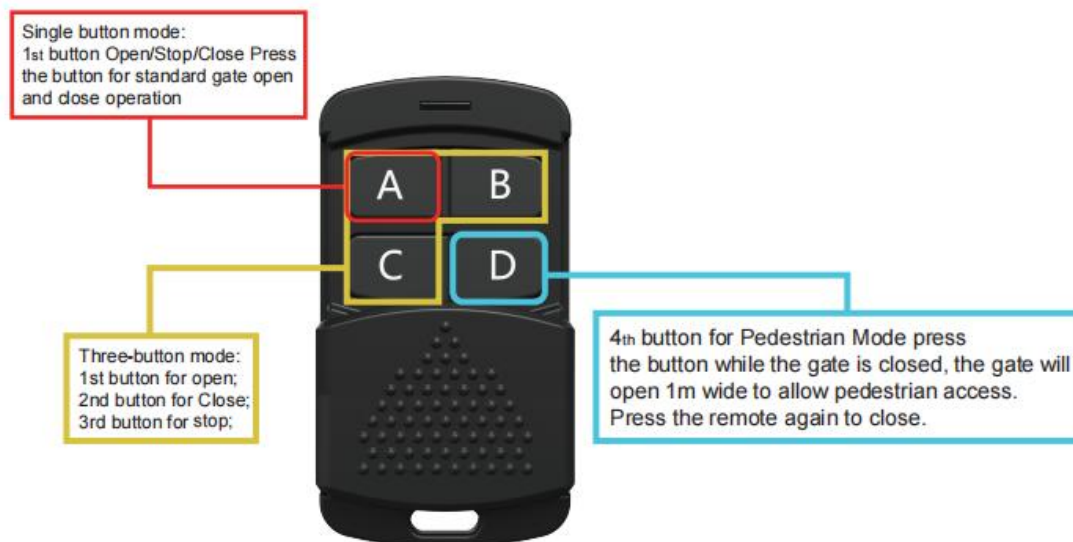 Single button mode:
1st button Open/Stop/Close Press
the button for standard gate open
and close operation
A
B
C
D
Three-button mode:
1st button for open;
2nd button for Close;
3rd button for stop;
4th button for Pedestrian Mode press
the button while the gate is closed, the gate will
open 1m wide to allow pedestrian access.
Press the remote again to close.